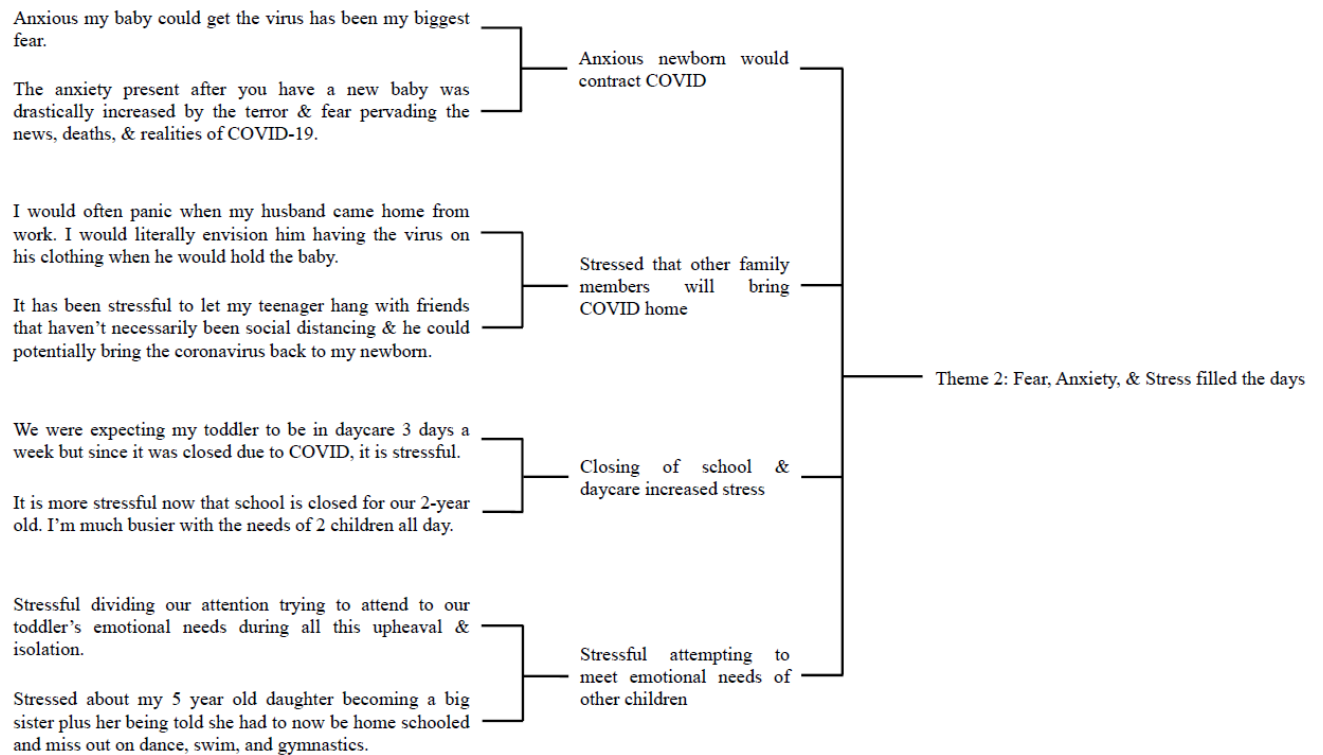 Anxious my baby could get the virus has been my biggest
fear.
The anxiety present after you have a new baby was
drastically increased by the terror & fear pervading the
news, deaths, & realities of COVID-19.
Anxious newborn would
contract COVID
I would often panic when my husband came home from
work. I would literally envision him having the virus on
his clothing when he would hold the baby.
It has been stressful to let my teenager hang with friends
that haven’t necessarily been social distancing & he could
potentially bring the coronavirus back to my newborn.
Stressed that other family
members will bring
COVID home
We were expecting my toddler to be in daycare 3 days a
week but since it was closed due to COVID, it is stressful.
It is more stressful now that school is closed for our 2-year
old. I’m much busier with the needs of 2 children all day.
Closing of school &
daycare increased stress
Stressful dividing our attention trying to attend to our
toddler’s emotional needs during all this upheaval &
isolation.
Stressed about my 5 year old daughter becoming a big
sister plus her being told she had to now be home schooled
and miss out on dance, swim, and gymnastics.
Stressful attempting to
meet emotional needs of
other children
Theme 2: Fear, Anxiety, & Stress filled the days